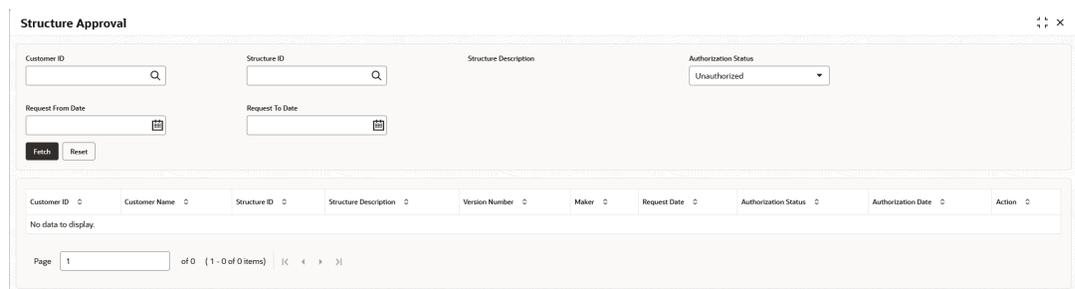 Structure Approval
Customer ID Structure ID Structure Description Authorization Status
Unauthorized
Request From Date Request To Date
Fetch Reset
Customer ID Customer Name Structure ID Structure Description Version Number Maker Request Date Authorization Status Authorization Date Action
No data to display.
Page 1 of 0 (1 - 0 of 0 items)